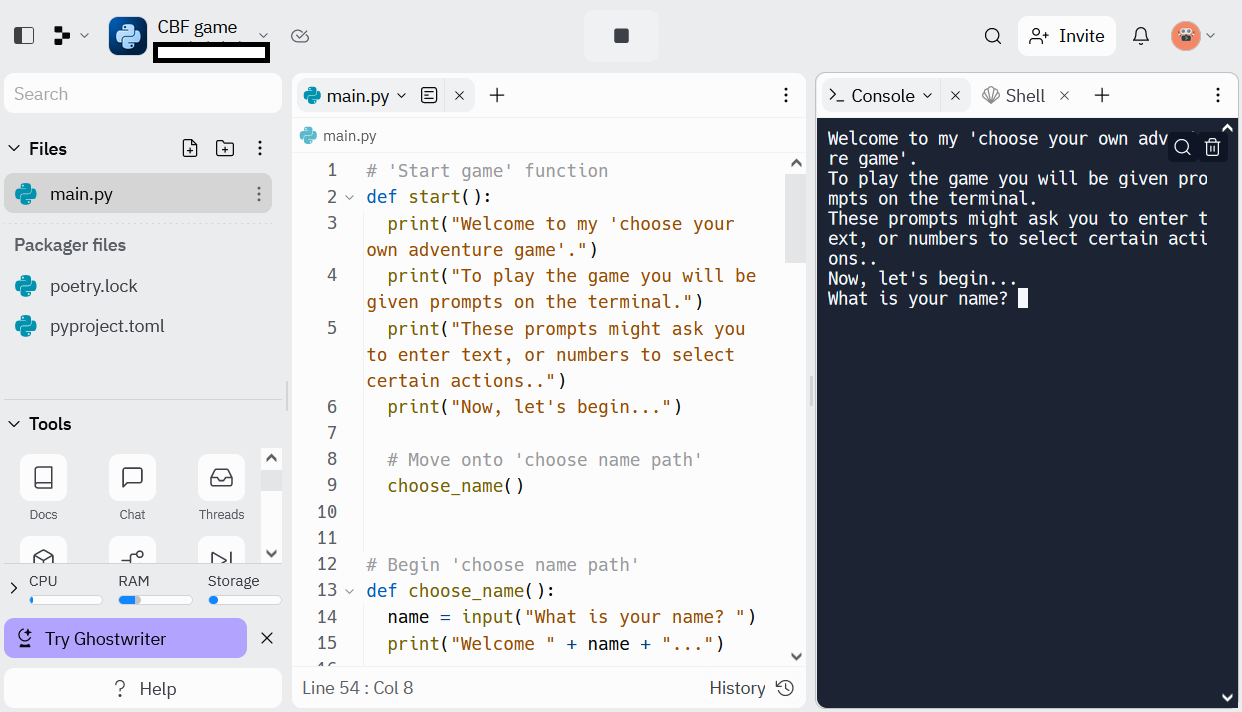 CBF game
Invite
Search
Files
main.py
Packager files
poetry.lock
pyproject.toml
Tools
Docs
Chat
Threads
CPU
RAM
Storage
Try Ghostwriter
? Help
main.py
main.py
1 # 'Start game' function
2 def start():
3 print("Welcome to my 'choose your
own adventure game'.")
4 print("To play the game you will be
given prompts on the terminal.")
5 print("These prompts might ask you
to enter text, or numbers to select
certain actions..")
6 print("Now, let's begin...")
7
8 # Move onto 'choose name path'
9 choose_name()
10
11
12 # Begin 'choose name path'
13 def choose_name():
14 name = input("What is your name? ")
15 print("Welcome " + name + "...")
16
Line 54 : Col 8
History
>_ Console
Shell
Welcome to my 'choose your own adv
re game'.
To play the game you will be given pro
mpts on the terminal.
These prompts might ask you to enter t
ext, or numbers to select certain acti
ons..
Now, let's begin...
What is your name?